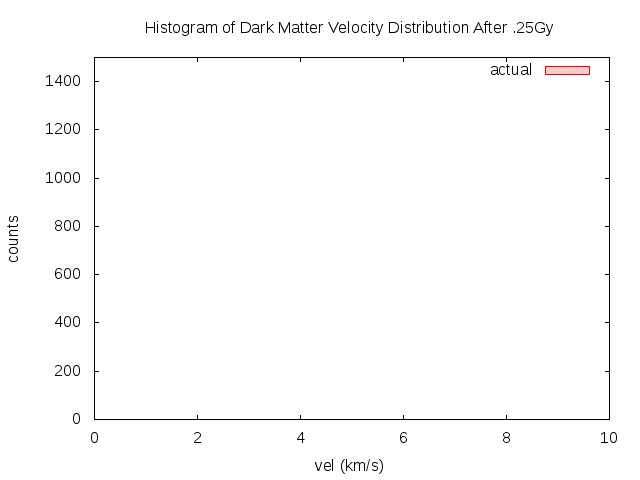 Histogram of Dark Matter Velocity Distribution After .25Gy
actual
1400
1200
1000
800
600
400
200
0
counts
0 2 4 6 8 10
vel (km/s)